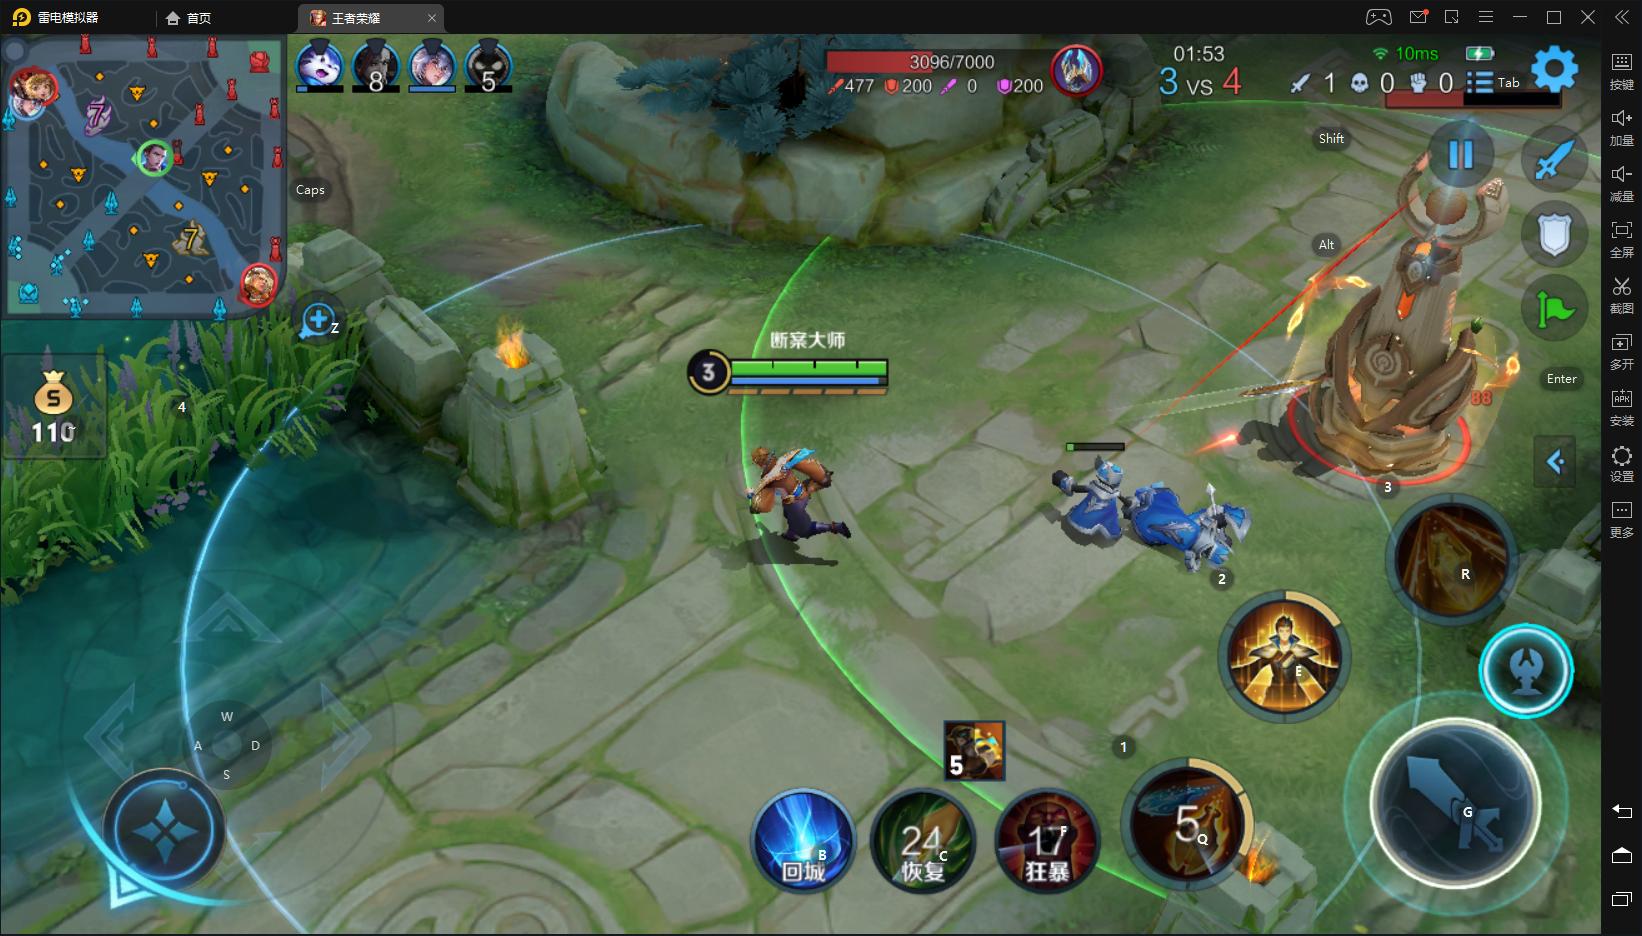 雷电模拟器
首页
王者荣耀
7
7
8
5
3096/7000
477
200
0
200
01:53
3 VS 4
10ms
1
0
0
Tab
Shift
Alt
Enter
Caps
Z
110
4
断案大师
3
88
3
2
1
R
E
W
A
D
S
5
回城
B
24
恢复
C
17
狂暴
F
5
Q
G
按键
加量
减量
全屏
截图
多开
APK
安装
设置
更多